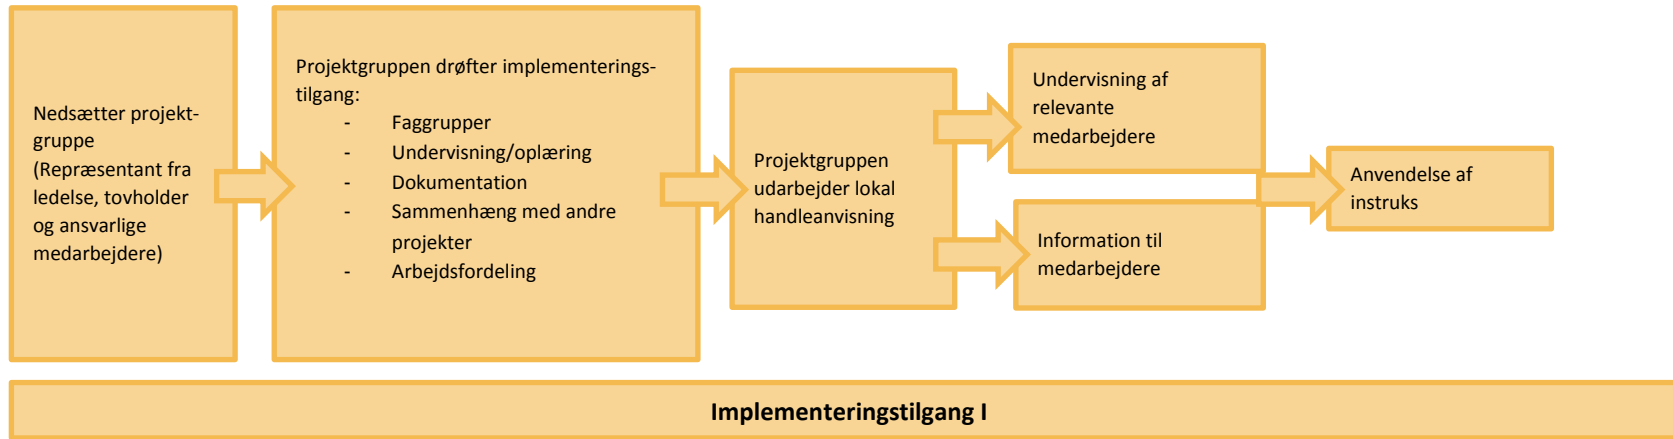 Nedsætter projekt-
gruppe
(Repræsentant fra
ledelse, tovholder
og ansvarlige
medarbejdere)
Projektgruppen drøfter implementerings-
tilgang:
- Faggrupper
- Undervisning/oplæring
- Dokumentation
- Sammenhæng med andre
projekter
- Arbejdsfordeling
Projektgruppen
udarbejder lokal
handleanvisning
Undervisning af
relevante
medarbejdere
Information til
medarbejdere
Anvendelse af
instruks
Implementeringstilgang I